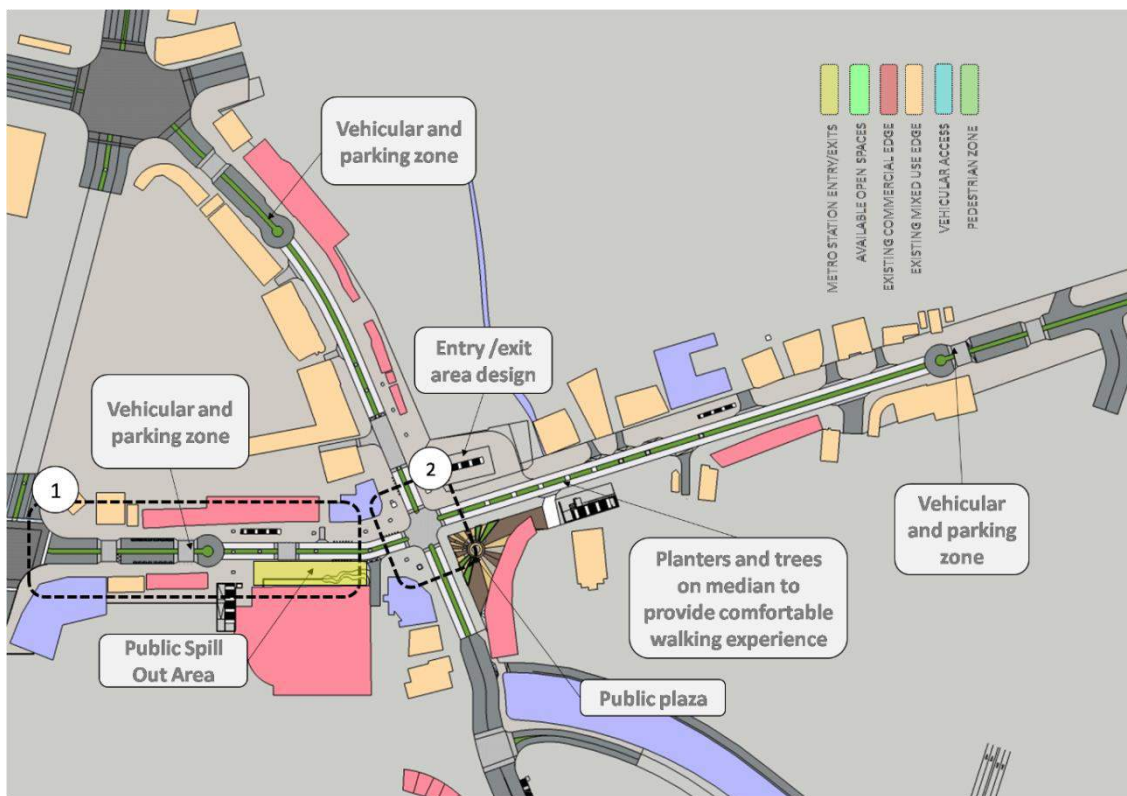 Vehicular and
parking zone
METRO STATION ENTRY/EXITS
AVAILABLE OPEN SPACES
EXISTING COMMERCIAL EDGE
EXISTING MIXED USE EDGE
VEHICULAR ACCESS
PEDESTRIAN ZONE
Entry /exit
area design
Vehicular and
parking zone
1
2
Vehicular
and parking
zone
Planters and trees
on median to
provide comfortable
walking experience
Public Spill
Out Area
Public plaza